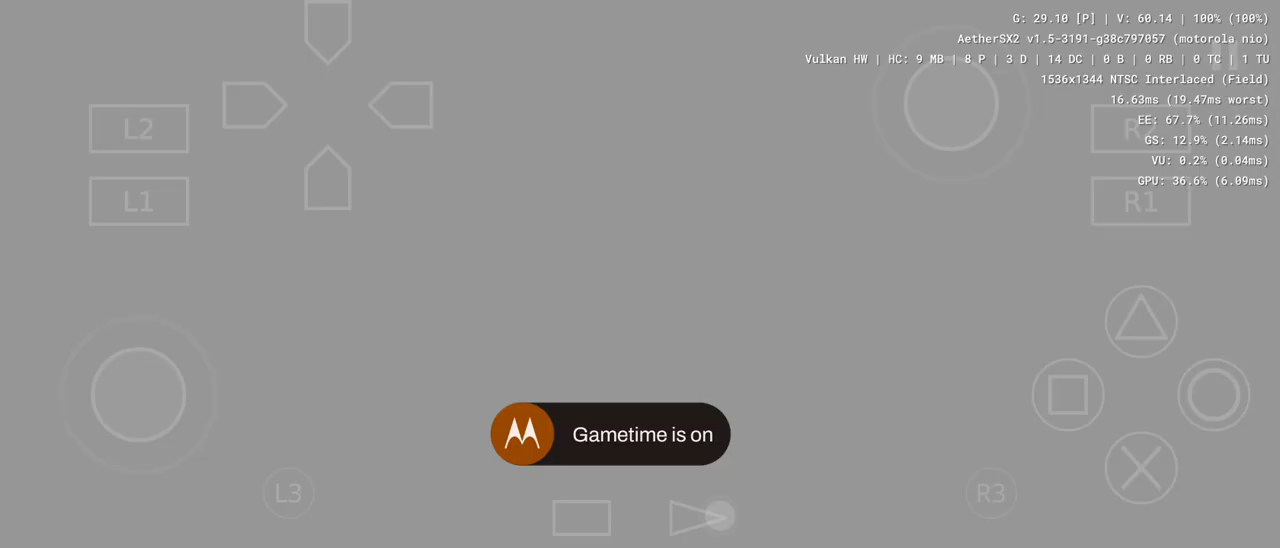 G: 29.10 [P] | V: 60.14 | 100% (100%)
AetherSX2 v1.5-3191-g38c797057 (motorola nio)
Vulkan HW | HC: 9 MB | 8 P | 3 D | 14 DC | 0 B | 0 RB | 0 TC | 1 TU
1536x1344 NTSC Interlaced (Field)
16.63ms (19.47ms worst)
L2
R2
EE: 67.7% (11.26ms)
GS: 12.9% (2.14ms)
VU: 0.2% (0.04ms)
GPU: 36.6% (6.09ms)
L1
R1
Gametime is on
L3
R3